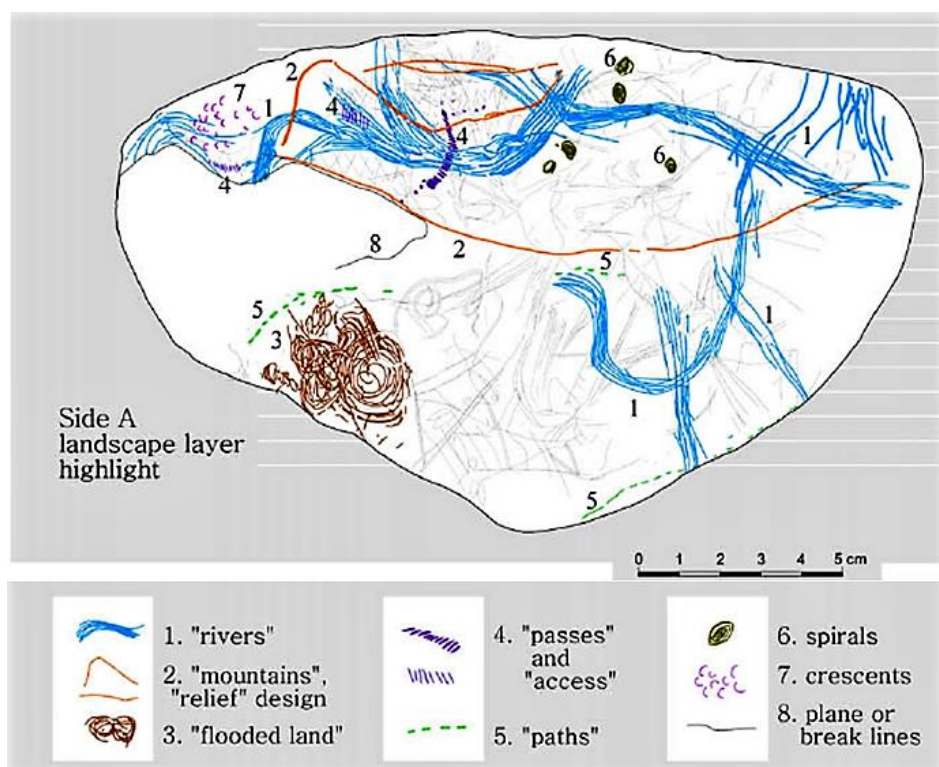 6
2
7
1
4
4
1
6
4
8
2
5
5
3
1
1
Side A
landscape layer
highlight
5
0 1 2 3 4 5 cm
1. "rivers"
2. "mountains",
"relief" design
3. "flooded land"
4. "passes"
and
"access"
5. "paths"
6. spirals
7. crescents
8. plane or
break lines